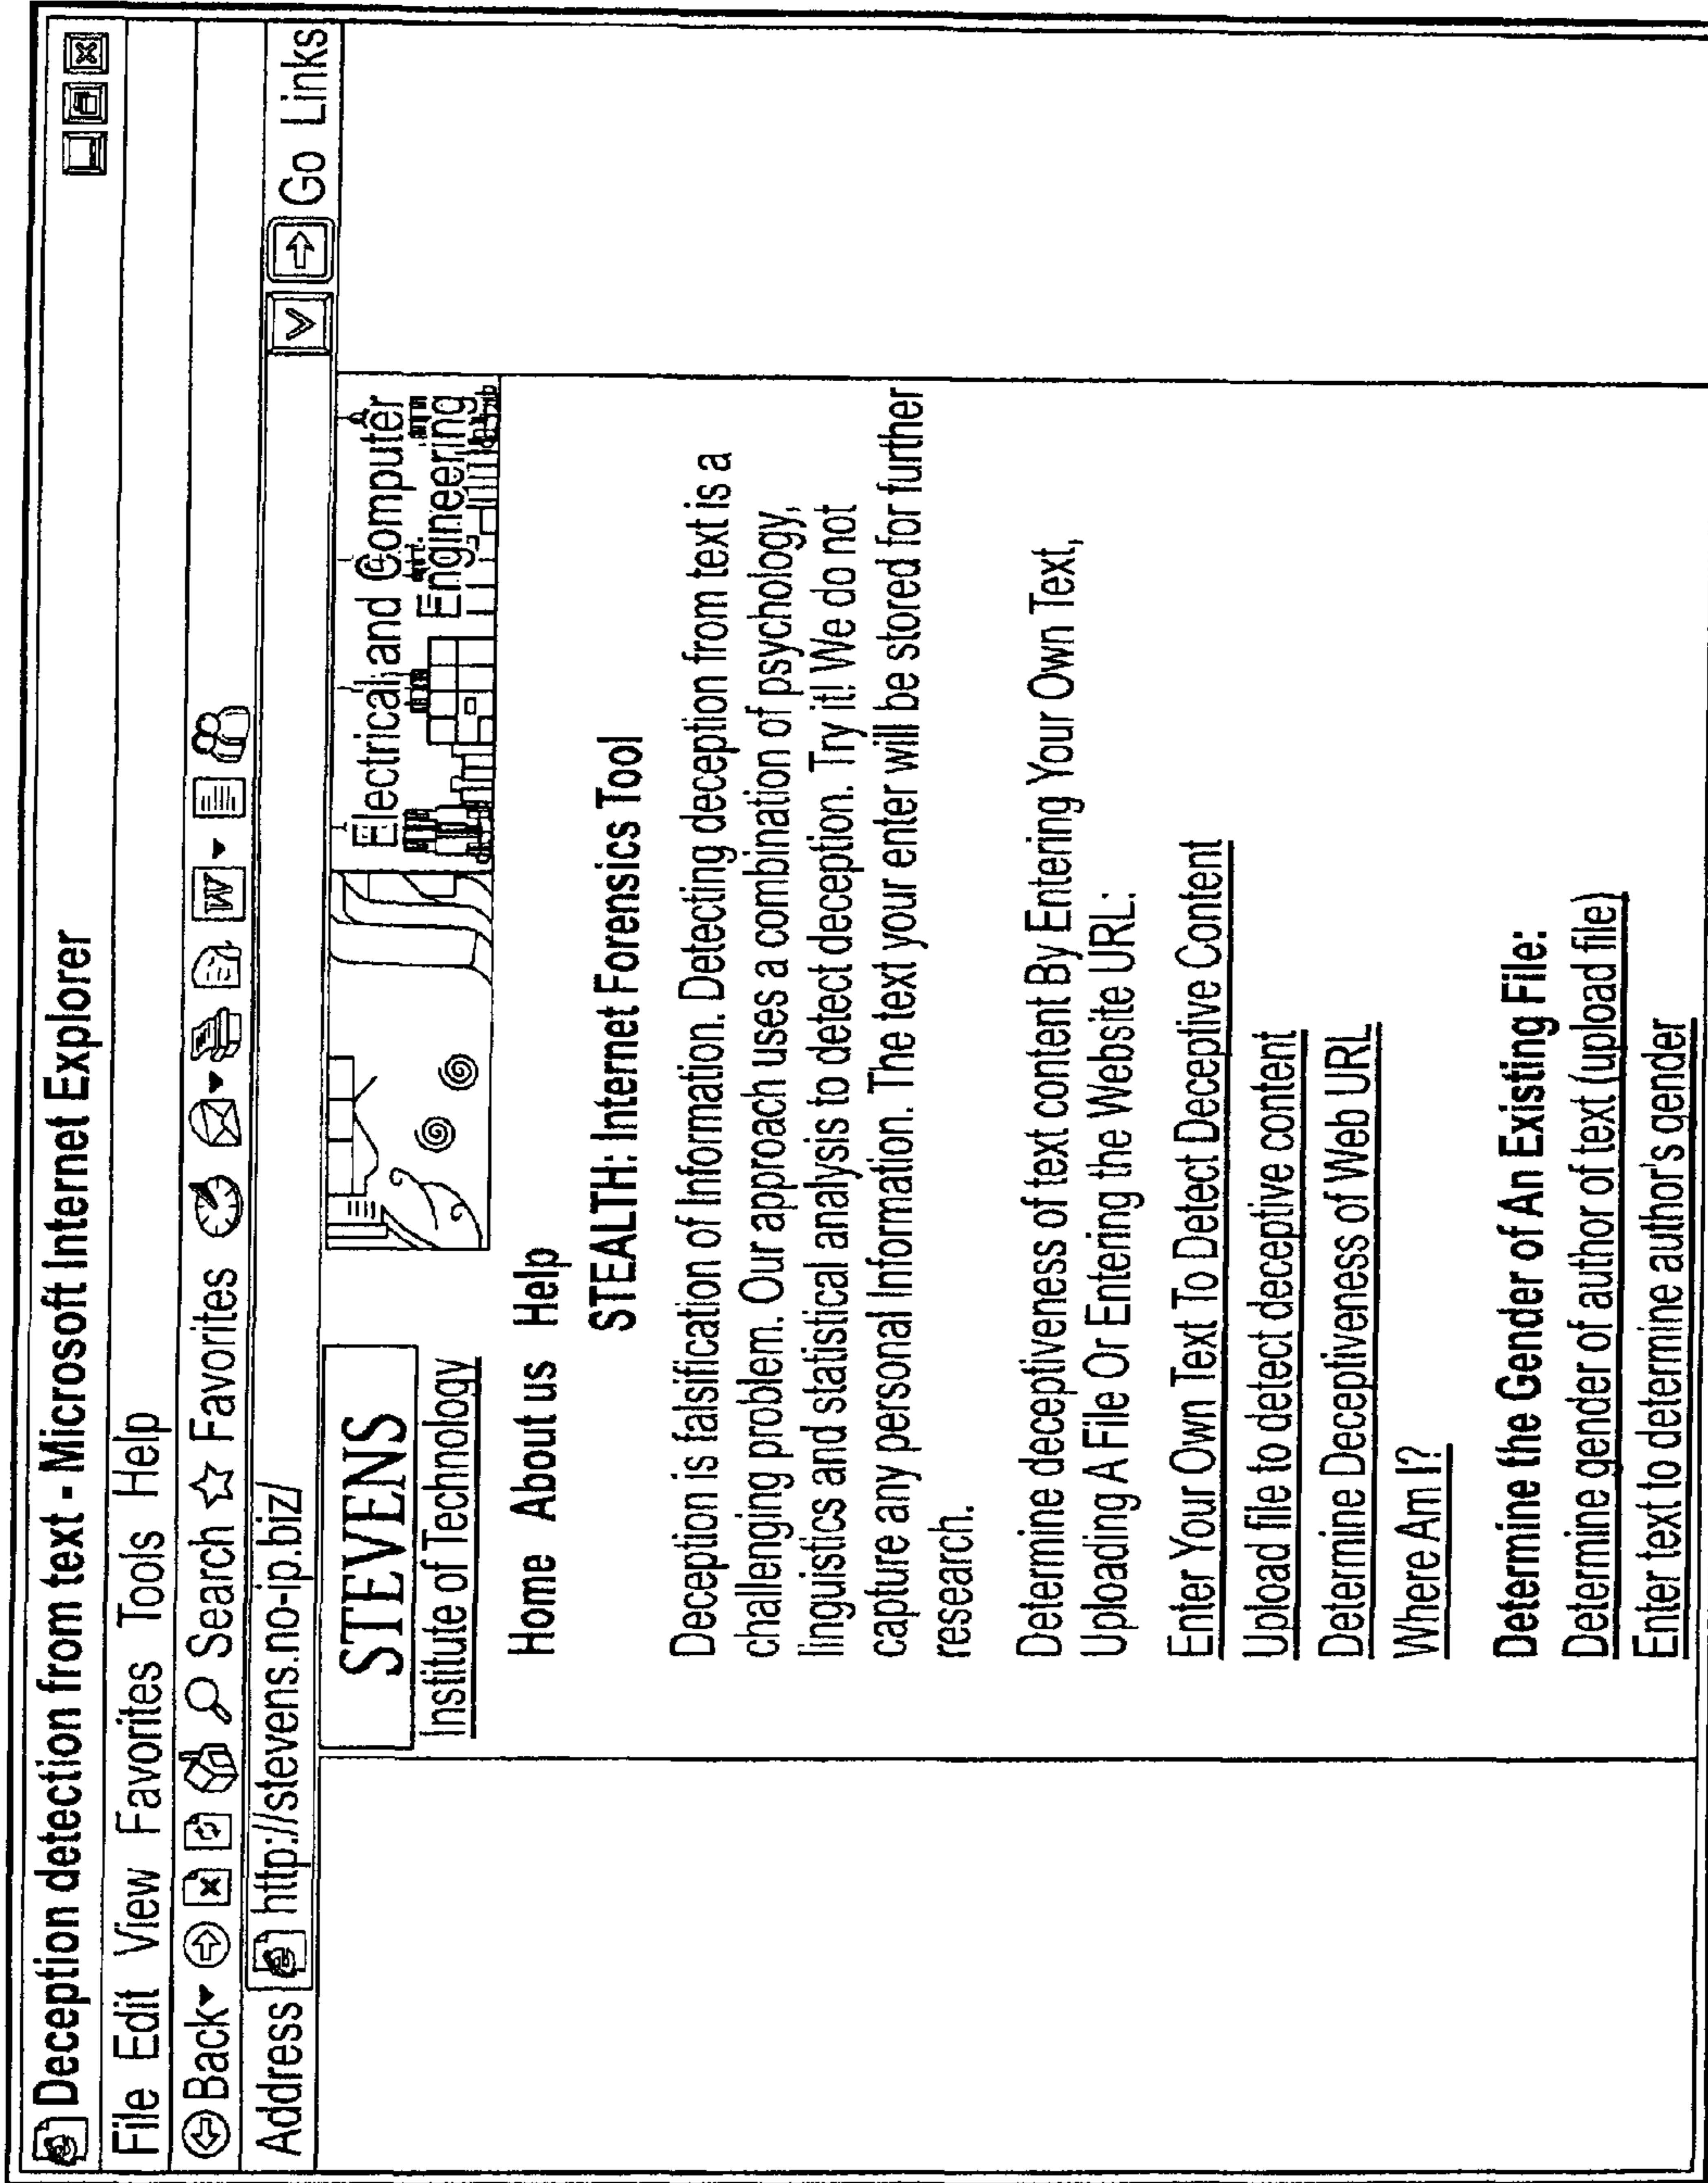 Deception detection from text - Microsoft Internet Explorer
File Edit View Favorites Tools Help
Back Search Favorites W
Address http://stevens.no-ip.biz/ Go Links
STEVENS
Institute of Technology
Electrical and Computer
Engineering
Home About us Help
STEALTH: Internet Forensics Tool
Deception is falsification of Information. Detecting deception from text is a
challenging problem. Our approach uses a combination of psychology,
linguistics and statistical analysis to detect deception. Try it! We do not
capture any personal Information. The text your enter will be stored for further
research.
Determine deceptiveness of text content By Entering Your Own Text,
Uploading A File Or Entering the Website URL:
Enter Your Own Text To Detect Deceptive Content
Upload file to detect deceptive content
Determine Deceptiveness of Web URL
Where Am I?
Determine the Gender of An Existing File:
Determine gender of author of text (upload file)
Enter text to determine author's gender